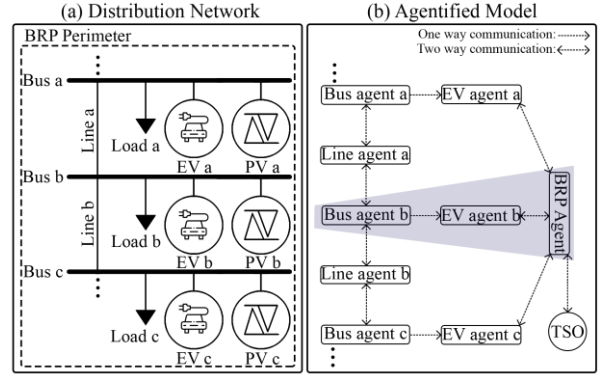 (a) Distribution Network
BRP Perimeter
Bus a
Line a
Load a
EV a
PV a
Bus b
Line b
Load b
EV b
PV b
Bus c
Load c
EV c
PV c
(b) Agentified Model
One way communication:
Two way communication:
Bus agent a
EV agent a
Line agent a
Bus agent b
EV agent b
BRP Agent
Line agent b
Bus agent c
EV agent c
TSO